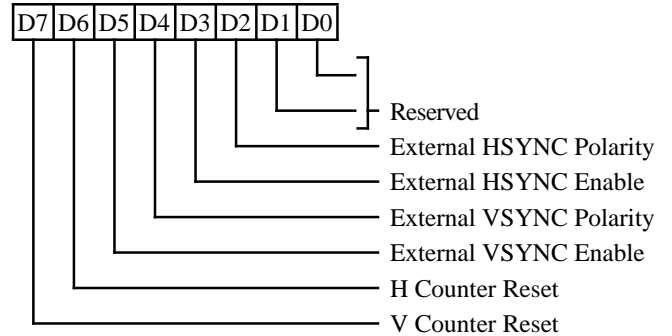 D7 D6 D5 D4 D3 D2 D1 D0
Reserved
External HSYNC Polarity
External HSYNC Enable
External VSYNC Polarity
External VSYNC Enable
H Counter Reset
V Counter Reset